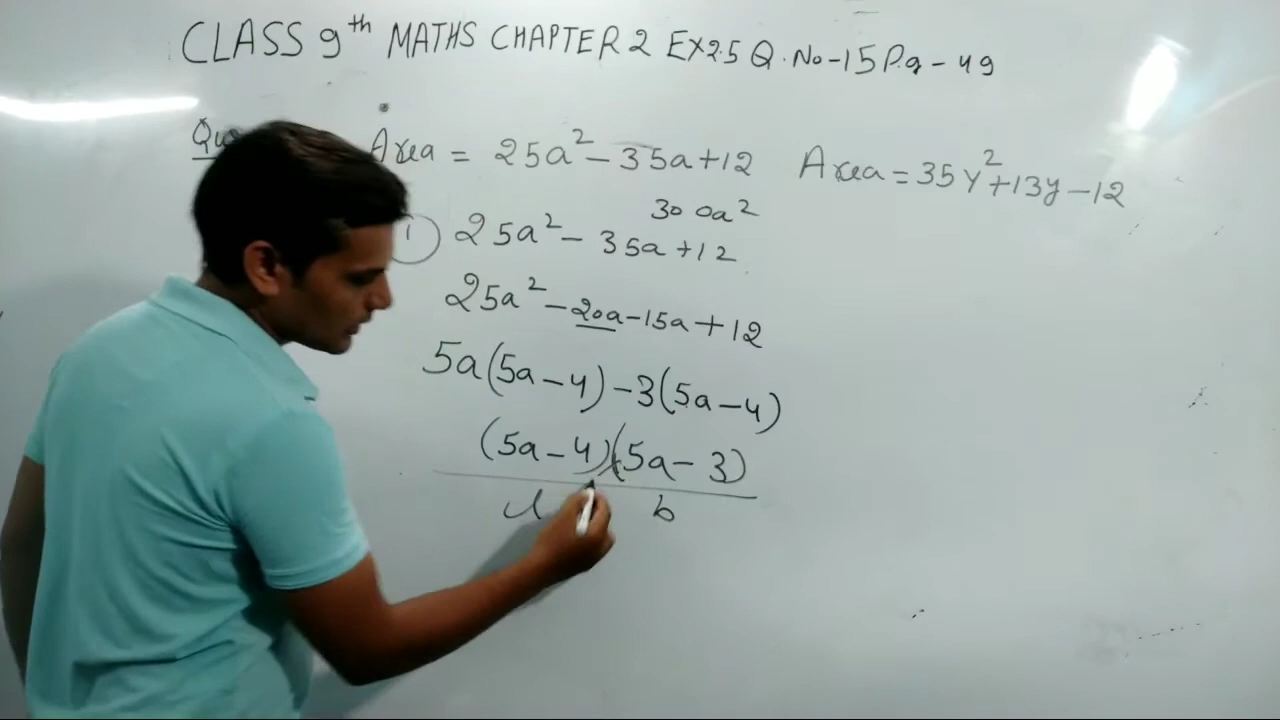 CLASS 9th MATHS CHAPTER 2 EX2.5 Q.No-15 Pg-49
Area = 25a²-35a+12 Area=35y²+13y-12
300a²
① 25a²-35a+12
25a²-20a-15a+12
5a(5a-4)-3(5a-4)
(5a-4)(5a-3)
l b